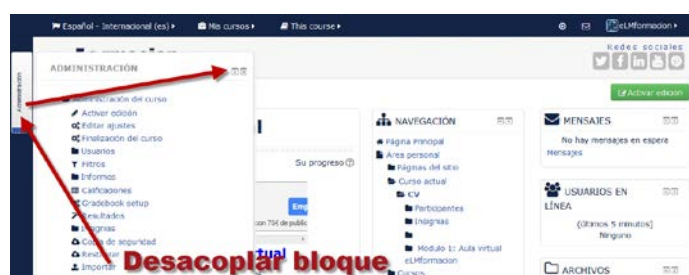 Español - Internacional (es)
Mis cursos
This course
eLMformacion
Redes sociales
Activar edición
Administración
ADMINISTRACIÓN
Administración del curso
Activar edición
Editar ajustes
Finalización del curso
Usuarios
Filtros
Informes
Calificaciones
Gradebook setup
Resultados
Insignias
Copia de seguridad
Restaurar
Importar
Su progreso
Desacoplar bloque
NAVEGACIÓN
Página Principal
Área personal
Páginas del sitio
Curso actual
CV
Participantes
Insignias
Módulo 1: Aula virtual
eLMformacion
Cursos
MENSAJES
No hay mensajes en espera
Mensajes
USUARIOS EN
LÍNEA
(últimos 5 minutos)
Ninguno
ARCHIVOS